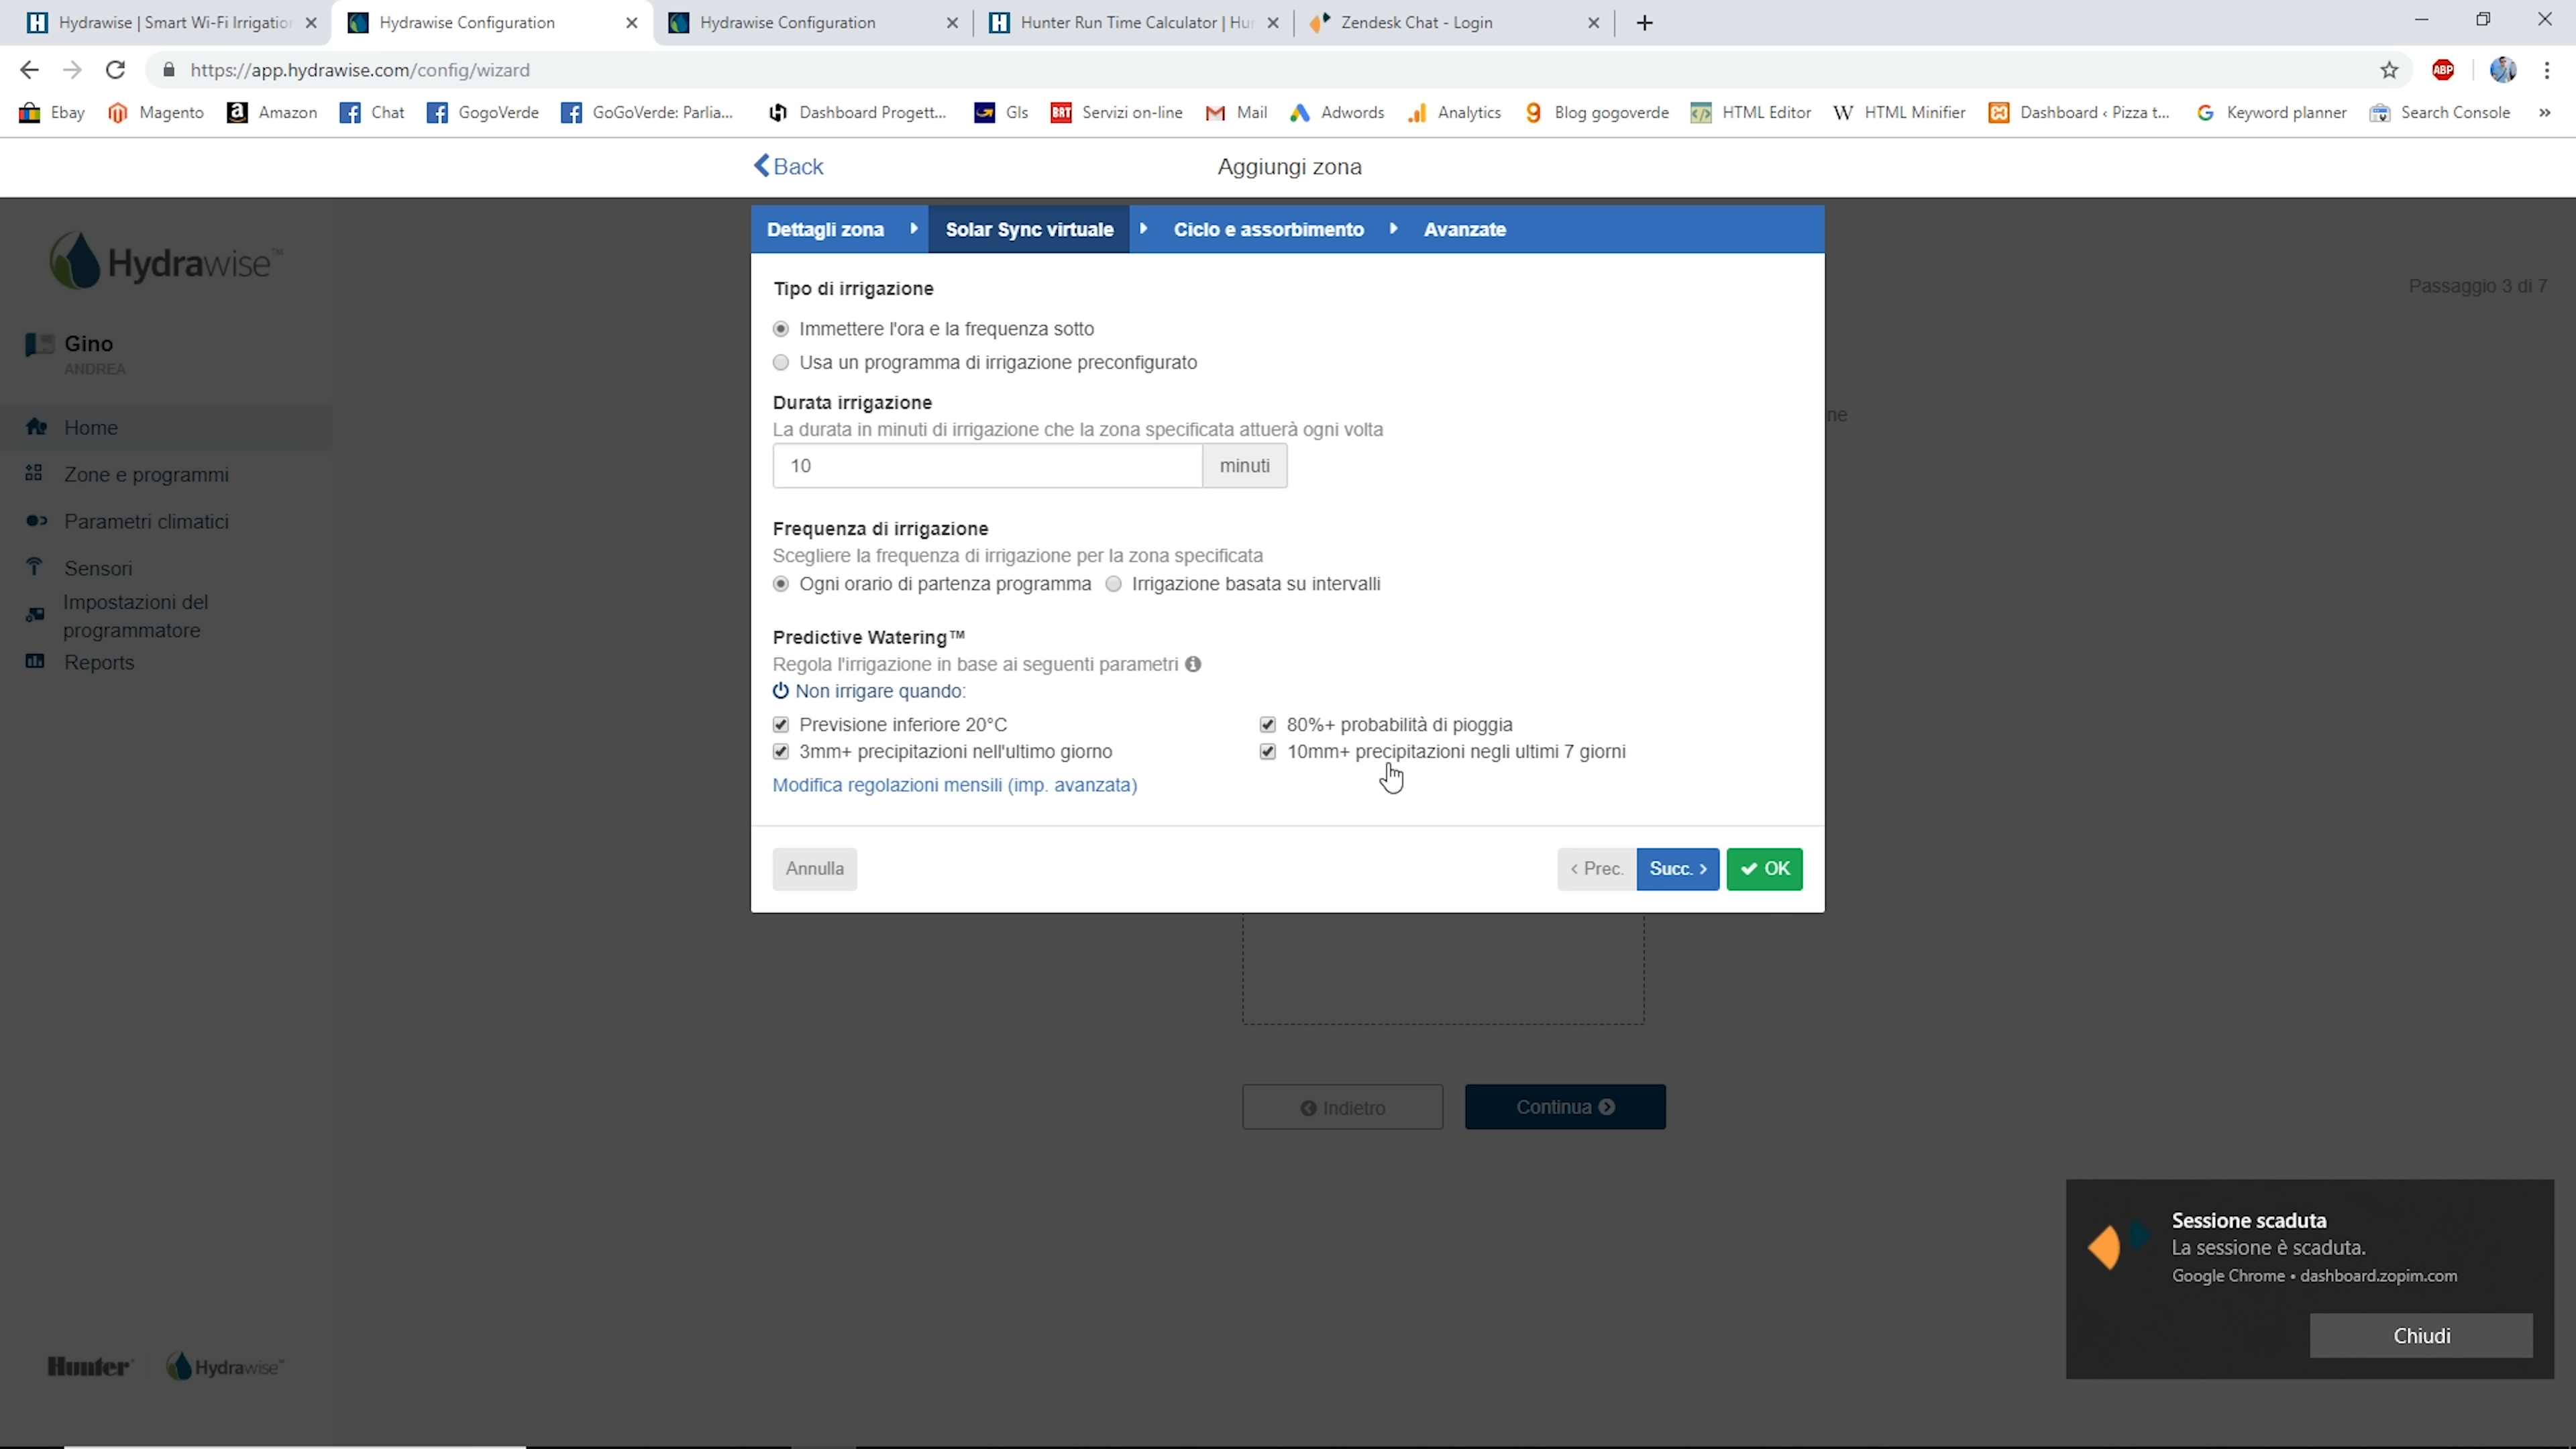 Hydrawise | Smart Wi-Fi Irrigation
Hydrawise Configuration
Hydrawise Configuration
Hunter Run Time Calculator | Hun
Zendesk Chat - Login
https://app.hydrawise.com/config/wizard
ABP
Ebay
Magento
Amazon
Chat
GogoVerde
GoGoVerde: Parlia...
Dashboard Progett...
Gls
BRT Servizi on-line
Mail
Adwords
Analytics
Blog gogoverde
HTML Editor
HTML Minifier
Dashboard ‹ Pizza t...
Keyword planner
Search Console
»
Back
Aggiungi zona
Hydrawise™
Passaggio 3 di 7
Gino
ANDREA
Home
Zone e programmi
Parametri climatici
Sensori
Impostazioni del
programmatore
Reports
Dettagli zona
Solar Sync virtuale
Ciclo e assorbimento
Avanzate
Tipo di irrigazione
Immettere l'ora e la frequenza sotto
Usa un programma di irrigazione preconfigurato
Durata irrigazione
ne
La durata in minuti di irrigazione che la zona specificata attuerà ogni volta
10 minuti
Frequenza di irrigazione
Scegliere la frequenza di irrigazione per la zona specificata
Ogni orario di partenza programma Irrigazione basata su intervalli
Predictive Watering™
Regola l'irrigazione in base ai seguenti parametri
Non irrigare quando:
Previsione inferiore 20°C 80%+ probabilità di pioggia
3mm+ precipitazioni nell'ultimo giorno 10mm+ precipitazioni negli ultimi 7 giorni
Modifica regolazioni mensili (imp. avanzata)
Annulla
‹ Prec. Succ. › OK
Indietro Continua
Sessione scaduta
La sessione è scaduta.
Google Chrome • dashboard.zopim.com
Chiudi
Hunter® Hydrawise™